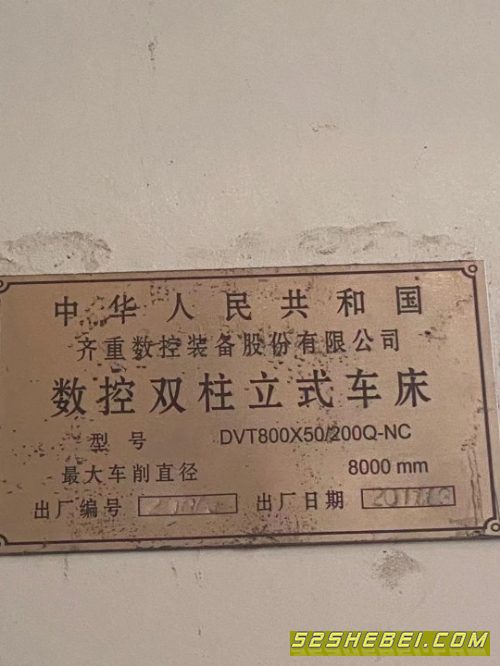 中华人民共和国
齐重数控装备股份有限公司
数控双柱立式车床
型号 DVT800X50/200Q-NC
最大车削直径 8000 mm
出厂编号 出厂日期
52SHEBEI.COM